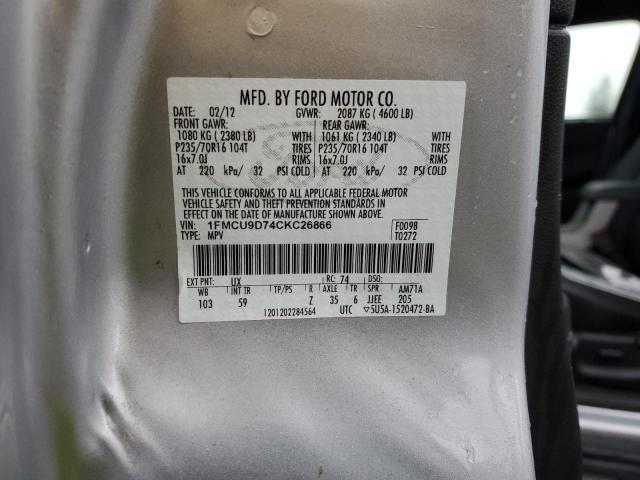 MFD. BY FORD MOTOR CO.
DATE: 02/12 GVWR: 2087 KG ( 4600 LB)
FRONT GAWR: REAR GAWR:
1080 KG ( 2380 LB) WITH 1061 KG ( 2340 LB) WITH
P235/70R16 104T TIRES P235/70R16 104T TIRES
16x7.0J RIMS 16x7.0J RIMS
AT 220 kPa/ 32 PSI COLD AT 220 kPa/ 32 PSI COLD
THIS VEHICLE CONFORMS TO ALL APPLICABLE FEDERAL MOTOR
VEHICLE SAFETY AND THEFT PREVENTION STANDARDS IN
EFFECT ON THE DATE OF MANUFACTURE SHOWN ABOVE.
VIN: 1FMCU9D74CKC26866 F0098
TYPE: MPV T0272
EXT PNT: UX RC: 74 DSO:
WB INT TR TP/PS R AXLE TR SPR AM71A
103 59 Z 35 6 JJEE 205
1201202284564 UTC ▽5U5A-1520472-BA